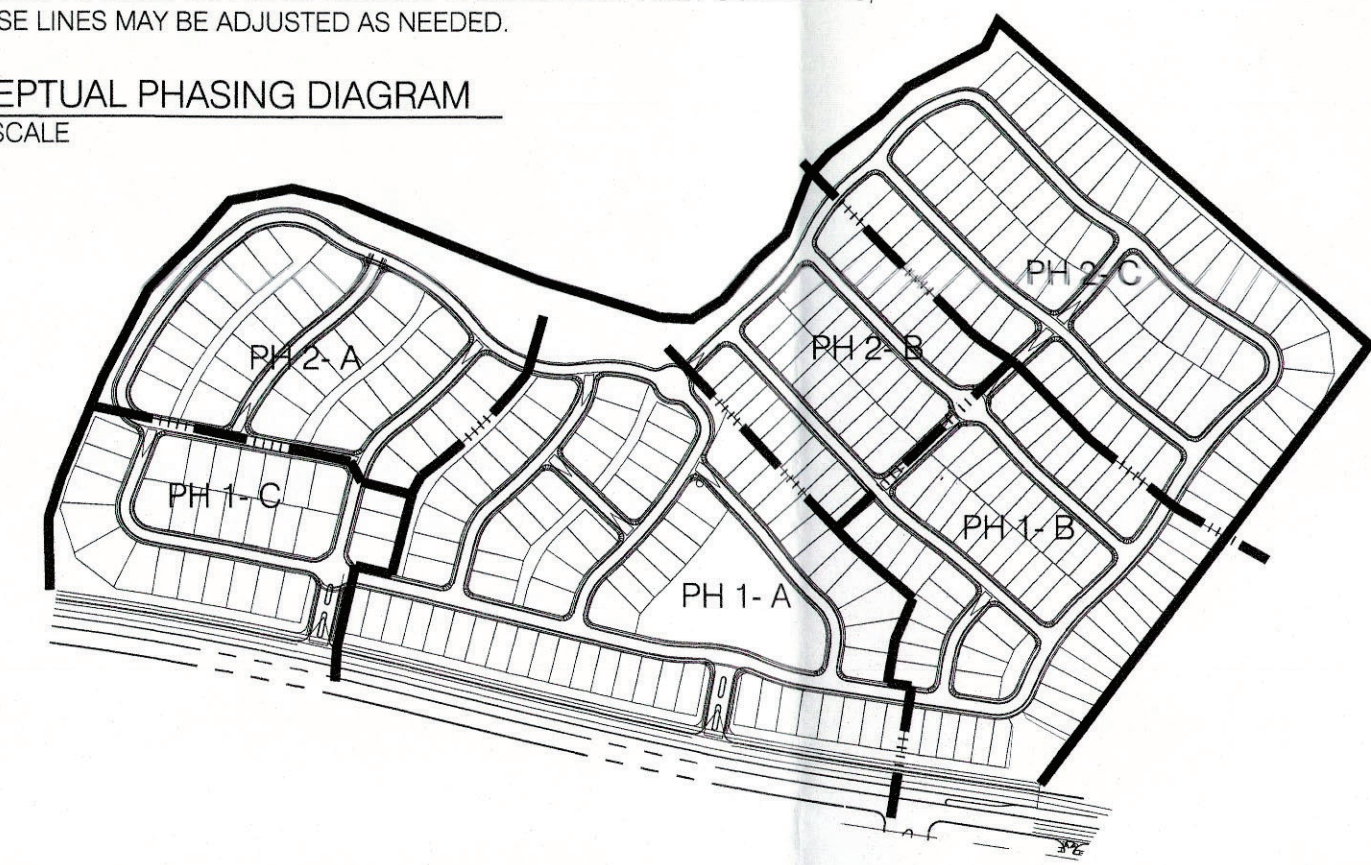 SE LINES MAY BE ADJUSTED AS NEEDED.
EPTUAL PHASING DIAGRAM
SCALE
PH 2- C
PH 2- B
PH 2- A
PH 1- C
PH 1- B
PH 1- A